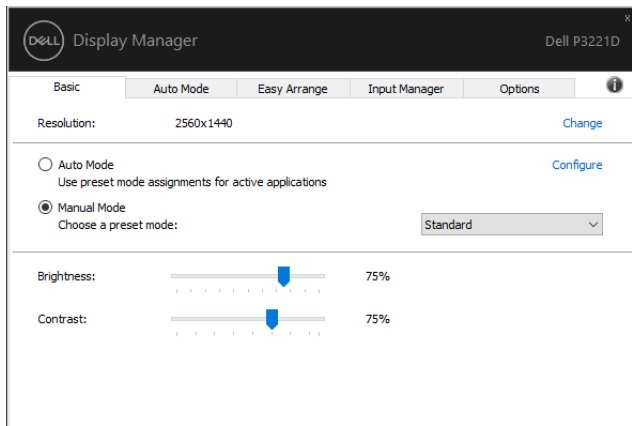 x
DELL Display Manager Dell P3221D
Basic Auto Mode Easy Arrange Input Manager Options i
Resolution: 2560x1440 Change
Auto Mode Configure
Use preset mode assignments for active applications
Manual Mode
Choose a preset mode: Standard
Brightness: 75%
Contrast: 75%